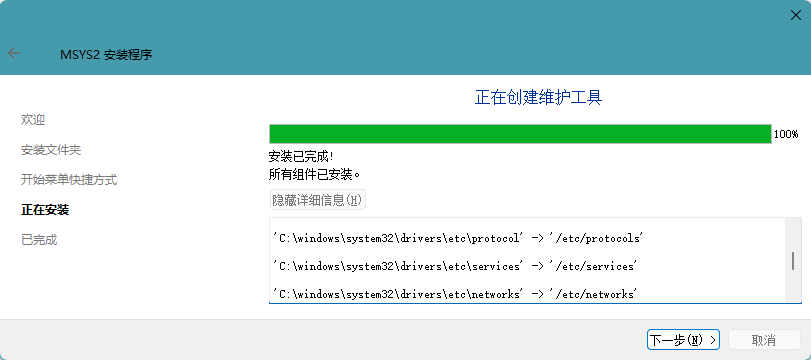 MSYS2 安装程序
正在创建维护工具
欢迎
安装文件夹
开始菜单快捷方式
正在安装
已完成
100%
安装已完成!
所有组件已安装。
隐藏详细信息(H)
'C:\windows\system32\drivers\etc\protocol' -> '/etc/protocols'
'C:\windows\system32\drivers\etc\services' -> '/etc/services'
'C:\windows\system32\drivers\etc\networks' -> '/etc/networks'
下一步(N) >
取消